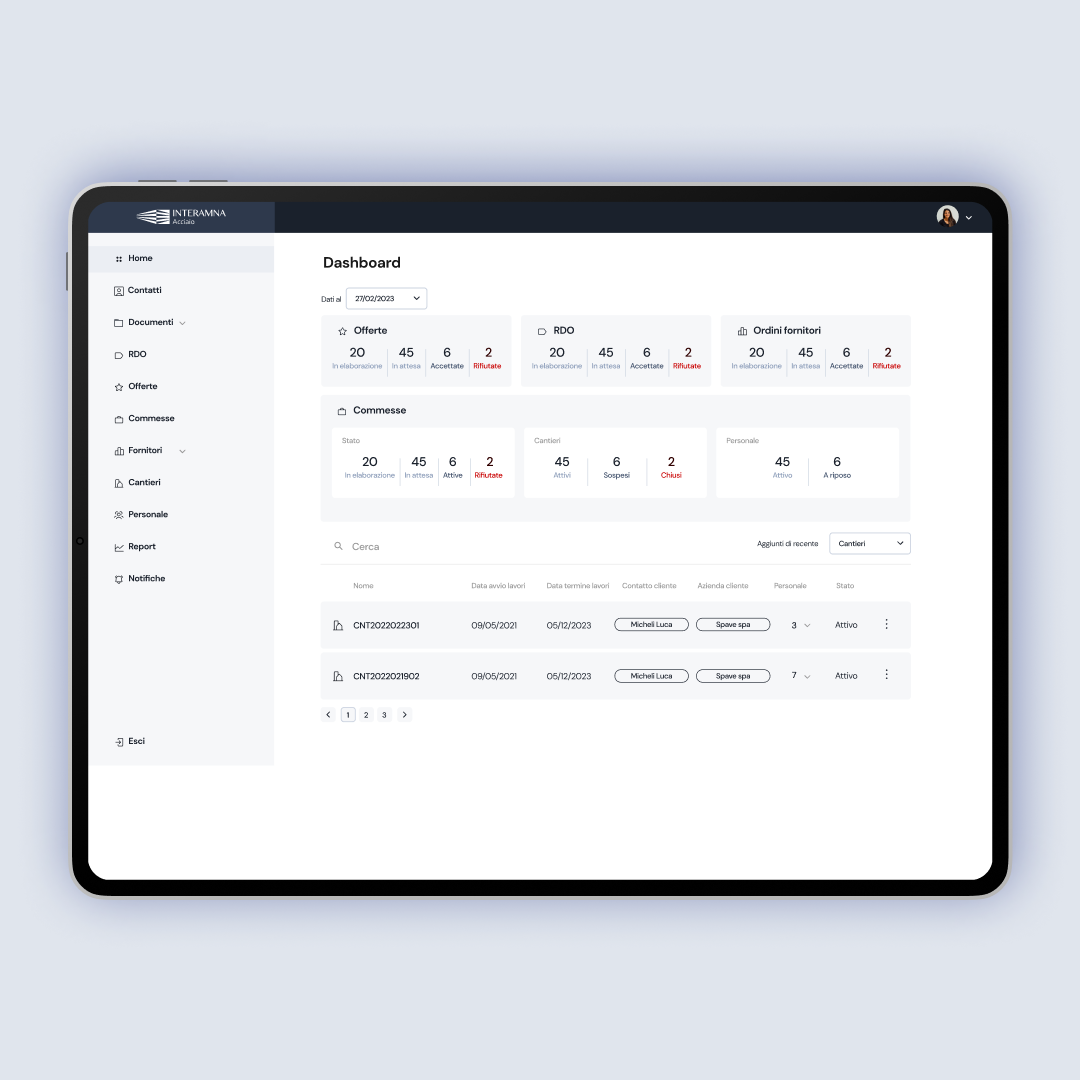 INTERAMNA
Acciaio
Home
Contatti
Documenti
RDO
Offerte
Commesse
Fornitori
Cantieri
Personale
Report
Notifiche
Esci
Dashboard
Dati al 27/02/2023
Offerte
20 45 6 2
In elaborazione In attesa Accettate Rifiutate
RDO
20 45 6 2
In elaborazione In attesa Accettate Rifiutate
Ordini fornitori
20 45 6 2
In elaborazione In attesa Accettate Rifiutate
Commesse
Stato
20 45 6 2
In elaborazione In attesa Attive Rifiutate
Cantieri
45 6 2
Attivi Sospesi Chiusi
Personale
45 6
Attivo A riposo
Cerca
Aggiunti di recente Cantieri
Nome Data avvio lavori Data termine lavori Contatto cliente Azienda cliente Personale Stato
CNT2022022301 09/05/2021 05/12/2023 Micheli Luca Spave spa 3 Attivo
CNT2022021902 09/05/2021 05/12/2023 Micheli Luca Spave spa 7 Attivo
1 2 3